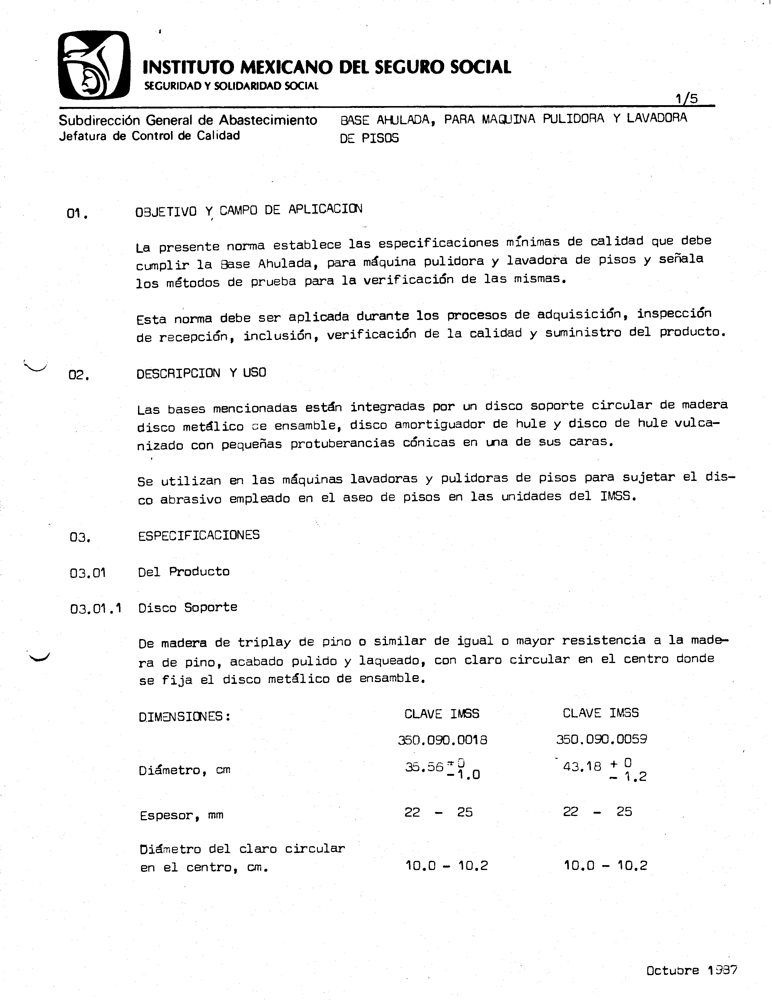 INSTITUTO MEXICANO DEL SEGURO SOCIAL
SEGURIDAD Y SOLIDARIDAD SOCIAL
1/5
Subdirección General de Abastecimiento
Jefatura de Control de Calidad
BASE AHULADA, PARA MAQUINA PULIDORA Y LAVADORA
DE PISOS
01. OBJETIVO Y CAMPO DE APLICACION
La presente norma establece las especificaciones mínimas de calidad que debe
cumplir la Base Ahulada, para máquina pulidora y lavadora de pisos y señala
los métodos de prueba para la verificación de las mismas.
Esta norma debe ser aplicada durante los procesos de adquisición, inspección
de recepción, inclusión, verificación de la calidad y suministro del producto.
02. DESCRIPCION Y USO
Las bases mencionadas están integradas por un disco soporte circular de madera
disco metálico de ensamble, disco amortiguador de hule y disco de hule vulca-
nizado con pequeñas protuberancias cónicas en una de sus caras.
Se utilizan en las máquinas lavadoras y pulidoras de pisos para sujetar el dis-
co abrasivo empleado en el aseo de pisos en las unidades del IMSS.
03. ESPECIFICACIONES
03.01 Del Producto
03.01.1 Disco Soporte
De madera de triplay de pino o similar de igual o mayor resistencia a la made-
ra de pino, acabado pulido y laqueado, con claro circular en el centro donde
se fija el disco metálico de ensamble.
DIMENSIONES: CLAVE IMSS CLAVE IMSS
350.090.0018 350.090.0059
Diámetro, cm 35.56 + 0 43.18 + 0
- 1.0 - 1.2
Espesor, mm 22 - 25 22 - 25
Diámetro del claro circular
en el centro, cm. 10.0 - 10.2 10.0 - 10.2
Octubre 1987